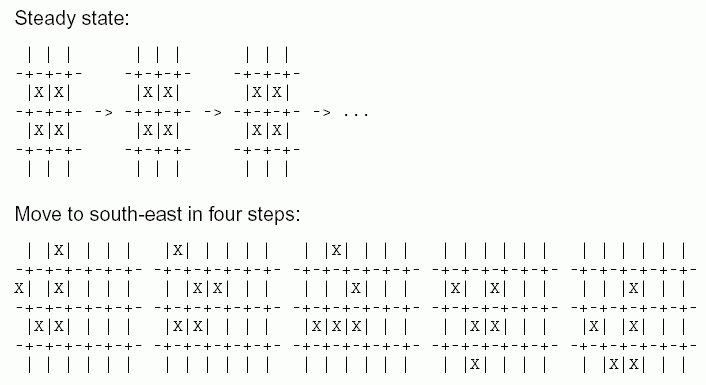 Steady state:
 | | |      | | |      | | |
-+-+-+-    -+-+-+-    -+-+-+-
 |X|X|      |X|X|      |X|X|
-+-+-+- -> -+-+-+- -> -+-+-+- -> ...
 |X|X|      |X|X|      |X|X|
-+-+-+-    -+-+-+-    -+-+-+-
 | | |      | | |      | | |
Move to south-east in four steps:
 | |X| | | |   |X| | | | |   | |X| | | |   | | | | | |   | | | | | |
-+-+-+-+-+-+- -+-+-+-+-+-+- -+-+-+-+-+-+- -+-+-+-+-+-+- -+-+-+-+-+-+-
X| |X| | | |   | |X|X| | |   | | |X| | |   |X| |X| | |   | | |X| | |
-+-+-+-+-+-+- -+-+-+-+-+-+- -+-+-+-+-+-+- -+-+-+-+-+-+- -+-+-+-+-+-+-
 |X|X| | | |   |X|X| | | |   |X|X|X| | |   | |X|X| | |   |X| |X| | |
-+-+-+-+-+-+- -+-+-+-+-+-+- -+-+-+-+-+-+- -+-+-+-+-+-+- -+-+-+-+-+-+-
 | | | | | |   | | | | | |   | | | | | |   | |X| | | |   | |X|X| | |